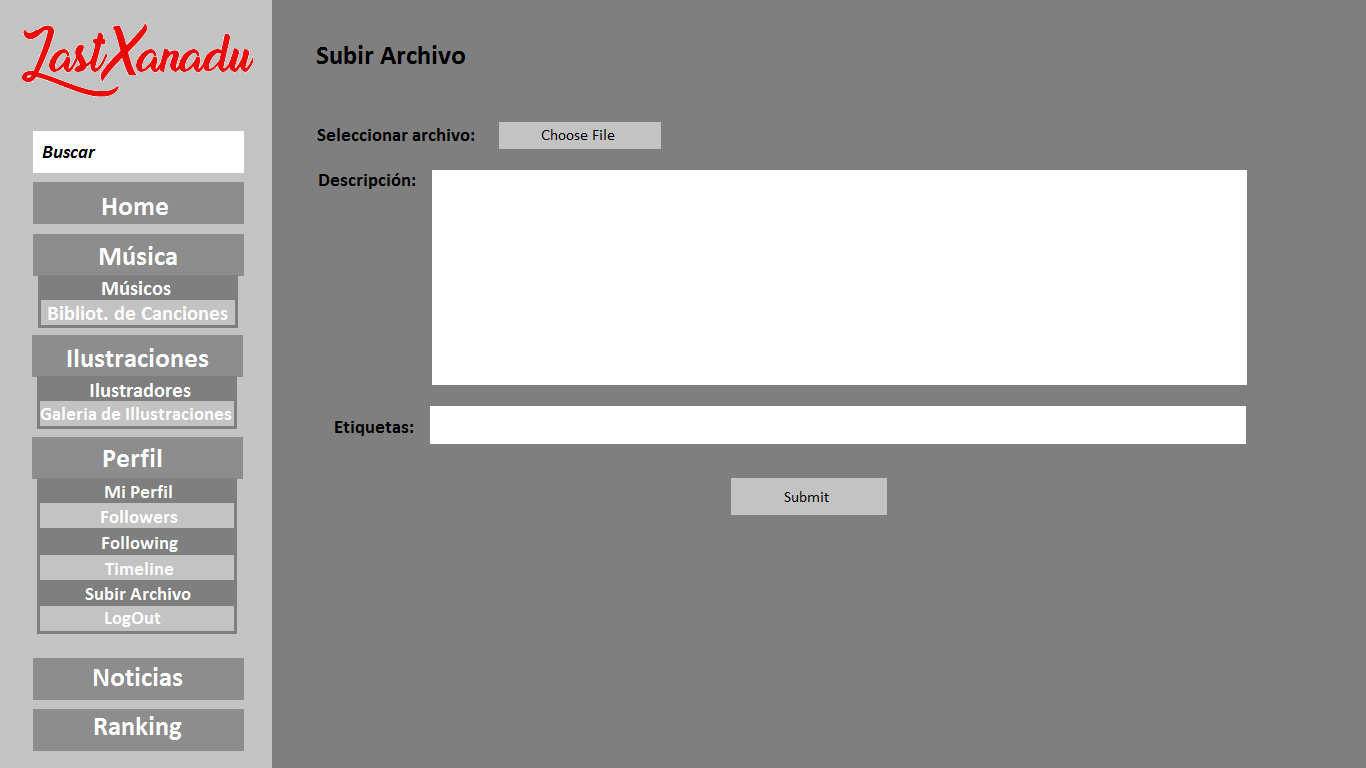 LastXanadu
Buscar
Home
Música
Músicos
Bibliot. de Canciones
Ilustraciones
Ilustradores
Galeria de Illustraciones
Perfil
Mi Perfil
Followers
Following
Timeline
Subir Archivo
LogOut
Noticias
Ranking
Subir Archivo
Seleccionar archivo: Choose File
Descripción:
Etiquetas:
Submit